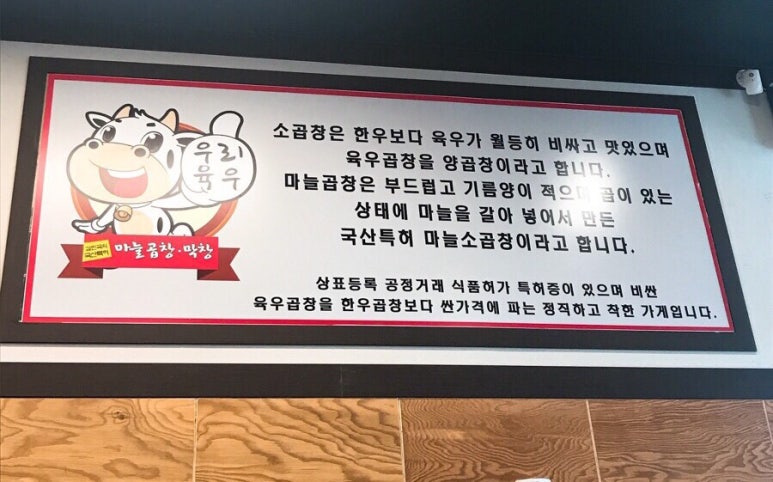 우리
육우
마늘곱창·막창
소곱창은 한우보다 육우가 월등히 비싸고 맛있으며
육우곱창을 양곱창이라고 합니다.
마늘곱창은 부드럽고 기름양이 적으며 곱이 있는
상태에 마늘을 갈아 넣어서 만든
국산특허 마늘소곱창이라고 합니다.
상표등록 공정거래 식품허가 특허증이 있으며 비싼
육우곱창을 한우곱창보다 싼가격에 파는 정직하고 착한 가게입니다.